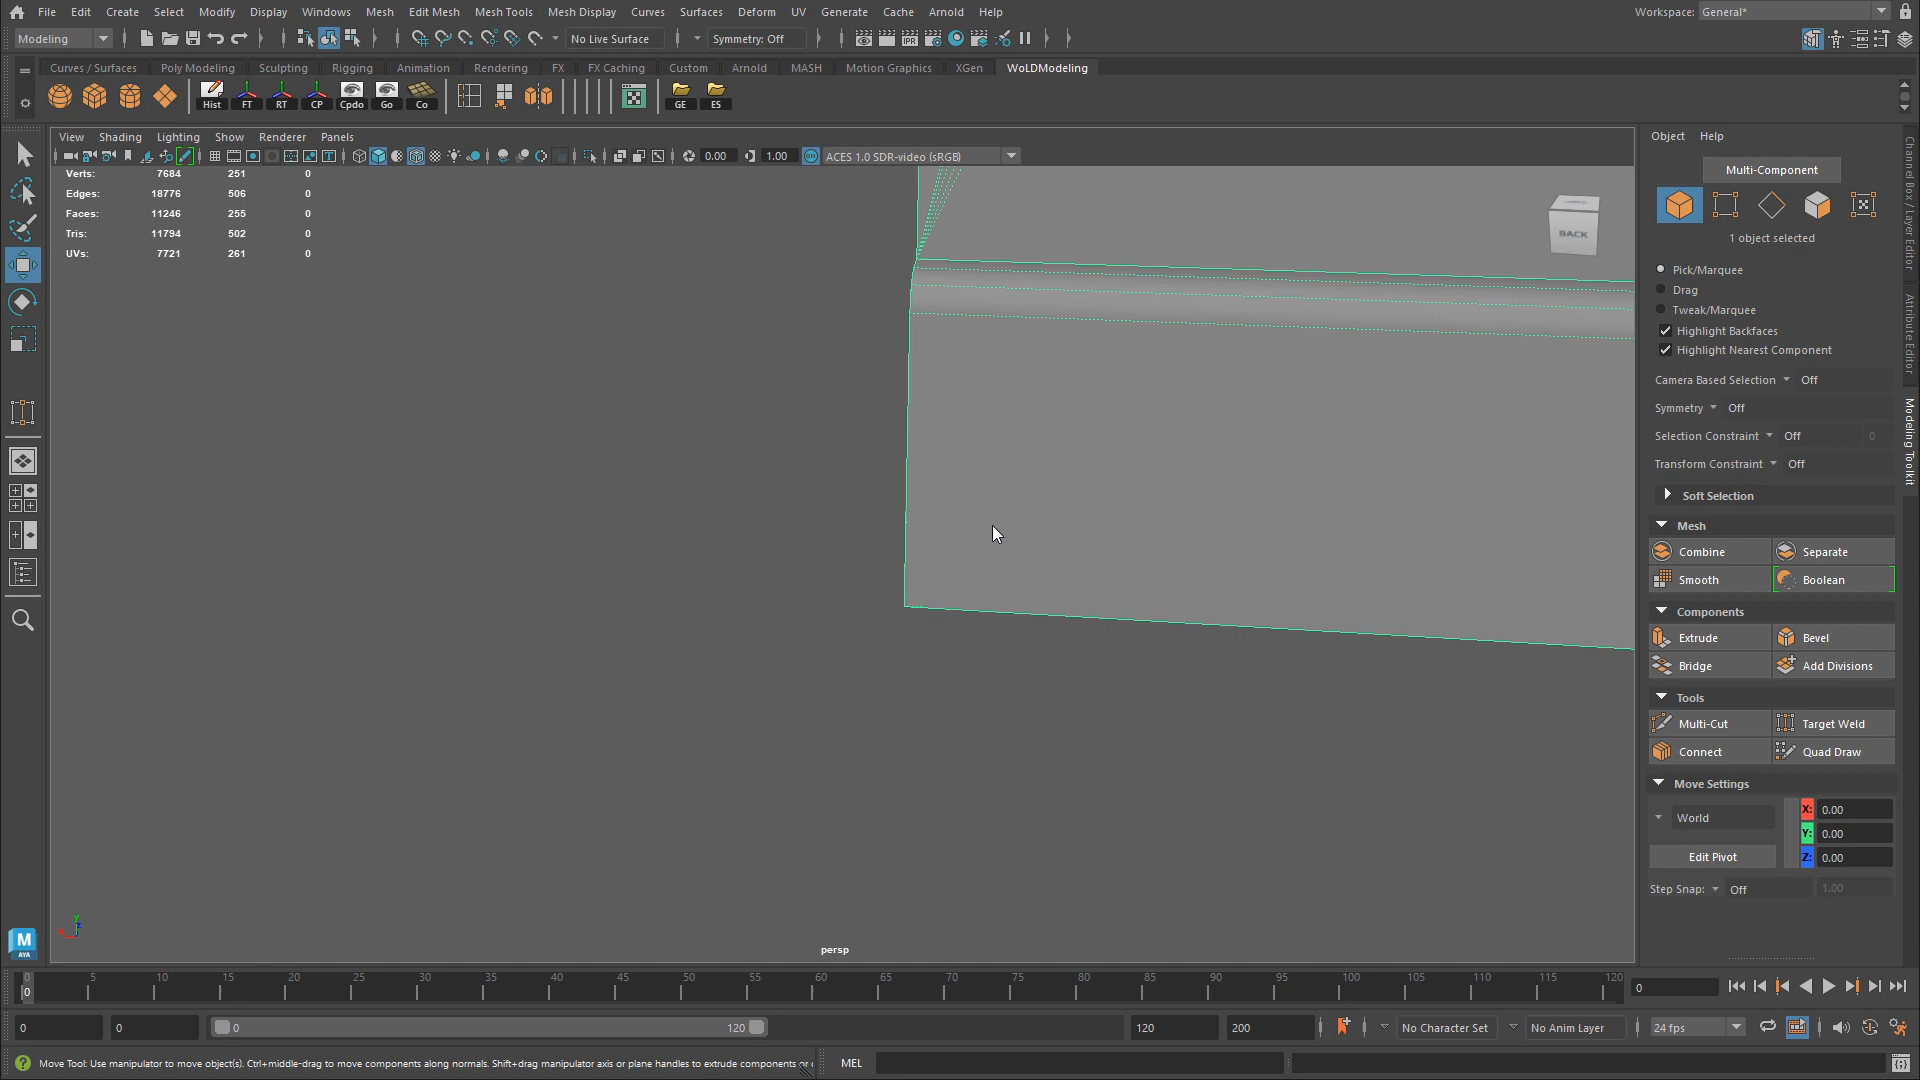 File Edit Create Select Modify Display Windows Mesh Edit Mesh Mesh Tools Mesh Display Curves Surfaces Deform UV Generate Cache Arnold Help Workspace: General*
Modeling No Live Surface Symmetry: Off
Curves / Surfaces Poly Modeling Sculpting Rigging Animation Rendering FX FX Caching Custom Arnold MASH Motion Graphics XGen WoLDModeling
Hist FT RT CP Cpdo Go Co GE ES
View Shading Lighting Show Renderer Panels
0.00 1.00 ACES 1.0 SDR-video (sRGB)
Verts: 7684 251 0
Edges: 18776 506 0
Faces: 11246 255 0
Tris: 11794 502 0
UVs: 7721 261 0
BACK
persp
Object Help
Multi-Component
1 object selected
Pick/Marquee
Drag
Tweak/Marquee
Highlight Backfaces
Highlight Nearest Component
Camera Based Selection Off
Symmetry Off
Selection Constraint Off 0
Transform Constraint Off
Soft Selection
Mesh
Combine Separate
Smooth Boolean
Components
Extrude Bevel
Bridge Add Divisions
Tools
Multi-Cut Target Weld
Connect Quad Draw
Move Settings
World
X: 0.00
Y: 0.00
Z: 0.00
Edit Pivot
Step Snap: Off 1.00
Channel Box / Layer Editor
Attribute Editor
Modeling Toolkit
M
AYA
0 5 10 15 20 25 30 35 40 45 50 55 60 65 70 75 80 85 90 95 100 105 110 115 120
0 0
0 0 0 120 120 200 No Character Set No Anim Layer 24 fps
Move Tool: Use manipulator to move object(s). Ctrl+middle-drag to move components along normals. Shift+drag manipulator axis or plane handles to extrude components or MEL